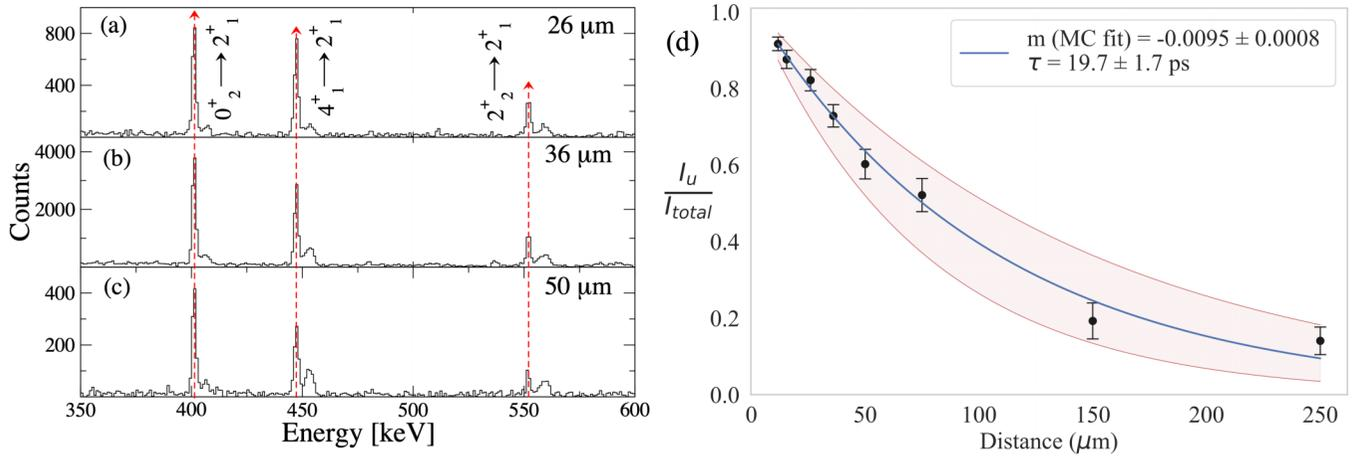 (a)
26 μm
0⁺₂ → 2⁺₁
4⁺₁ → 2⁺₁
2⁺₂ → 2⁺₁
800
400
(b)
36 μm
4000
2000
(c)
50 μm
400
200
Counts
350 400 450 500 550 600
Energy [keV]
(d)
m (MC fit) = -0.0095 ± 0.0008
τ = 19.7 ± 1.7 ps
1.0
0.8
0.6
0.4
0.2
0.0
I_u
I_total
0 50 100 150 200 250
Distance (μm)